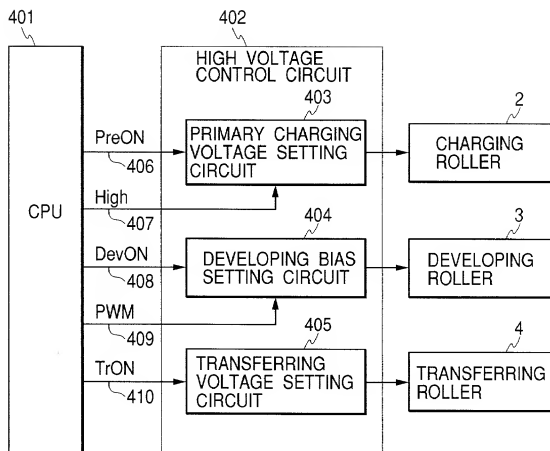 401
402
2
HIGH VOLTAGE
CONTROL CIRCUIT
403
PreON
406
PRIMARY CHARGING
VOLTAGE SETTING
CIRCUIT
CHARGING
ROLLER
CPU
High
407
404
3
DevON
408
DEVELOPING BIAS
SETTING CIRCUIT
DEVELOPING
ROLLER
PWM
409
405
4
TrON
410
TRANSFERRING
VOLTAGE SETTING
CIRCUIT
TRANSFERRING
ROLLER